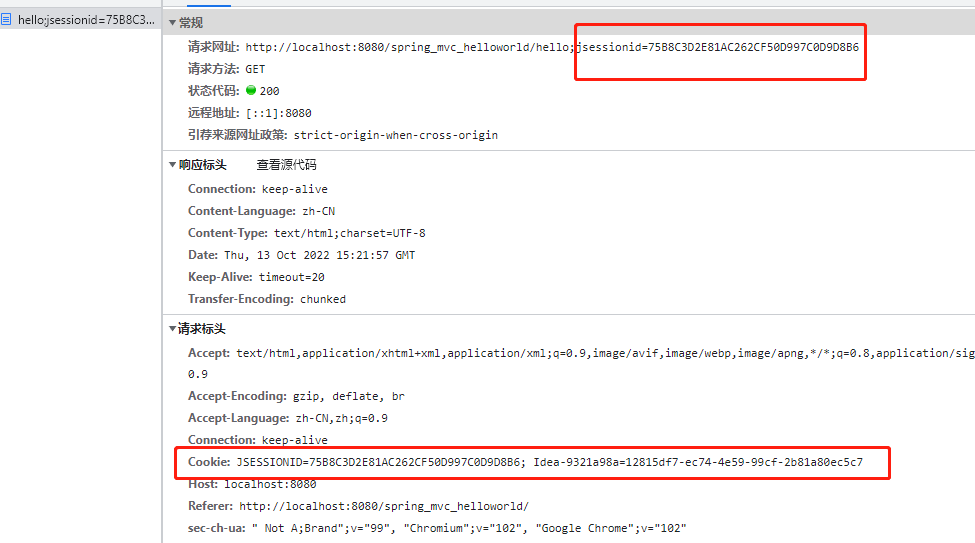 hello;jsessionid=75B8C3...
常规
请求网址: http://localhost:8080/spring_mvc_helloworld/hello;jsessionid=75B8C3D2E81AC262CF50D997C0D9D8B6
请求方法: GET
状态代码: 200
远程地址: [::1]:8080
引荐来源网址政策: strict-origin-when-cross-origin
响应标头 查看源代码
Connection: keep-alive
Content-Language: zh-CN
Content-Type: text/html;charset=UTF-8
Date: Thu, 13 Oct 2022 15:21:57 GMT
Keep-Alive: timeout=20
Transfer-Encoding: chunked
请求标头
Accept: text/html,application/xhtml+xml,application/xml;q=0.9,image/avif,image/webp,image/apng,*/*;q=0.8,application/sig
0.9
Accept-Encoding: gzip, deflate, br
Accept-Language: zh-CN,zh;q=0.9
Connection: keep-alive
Cookie: JSESSIONID=75B8C3D2E81AC262CF50D997C0D9D8B6; Idea-9321a98a=12815df7-ec74-4e59-99cf-2b81a80ec5c7
Host: localhost:8080
Referer: http://localhost:8080/spring_mvc_helloworld/
sec-ch-ua: " Not A;Brand";v="99", "Chromium";v="102", "Google Chrome";v="102"